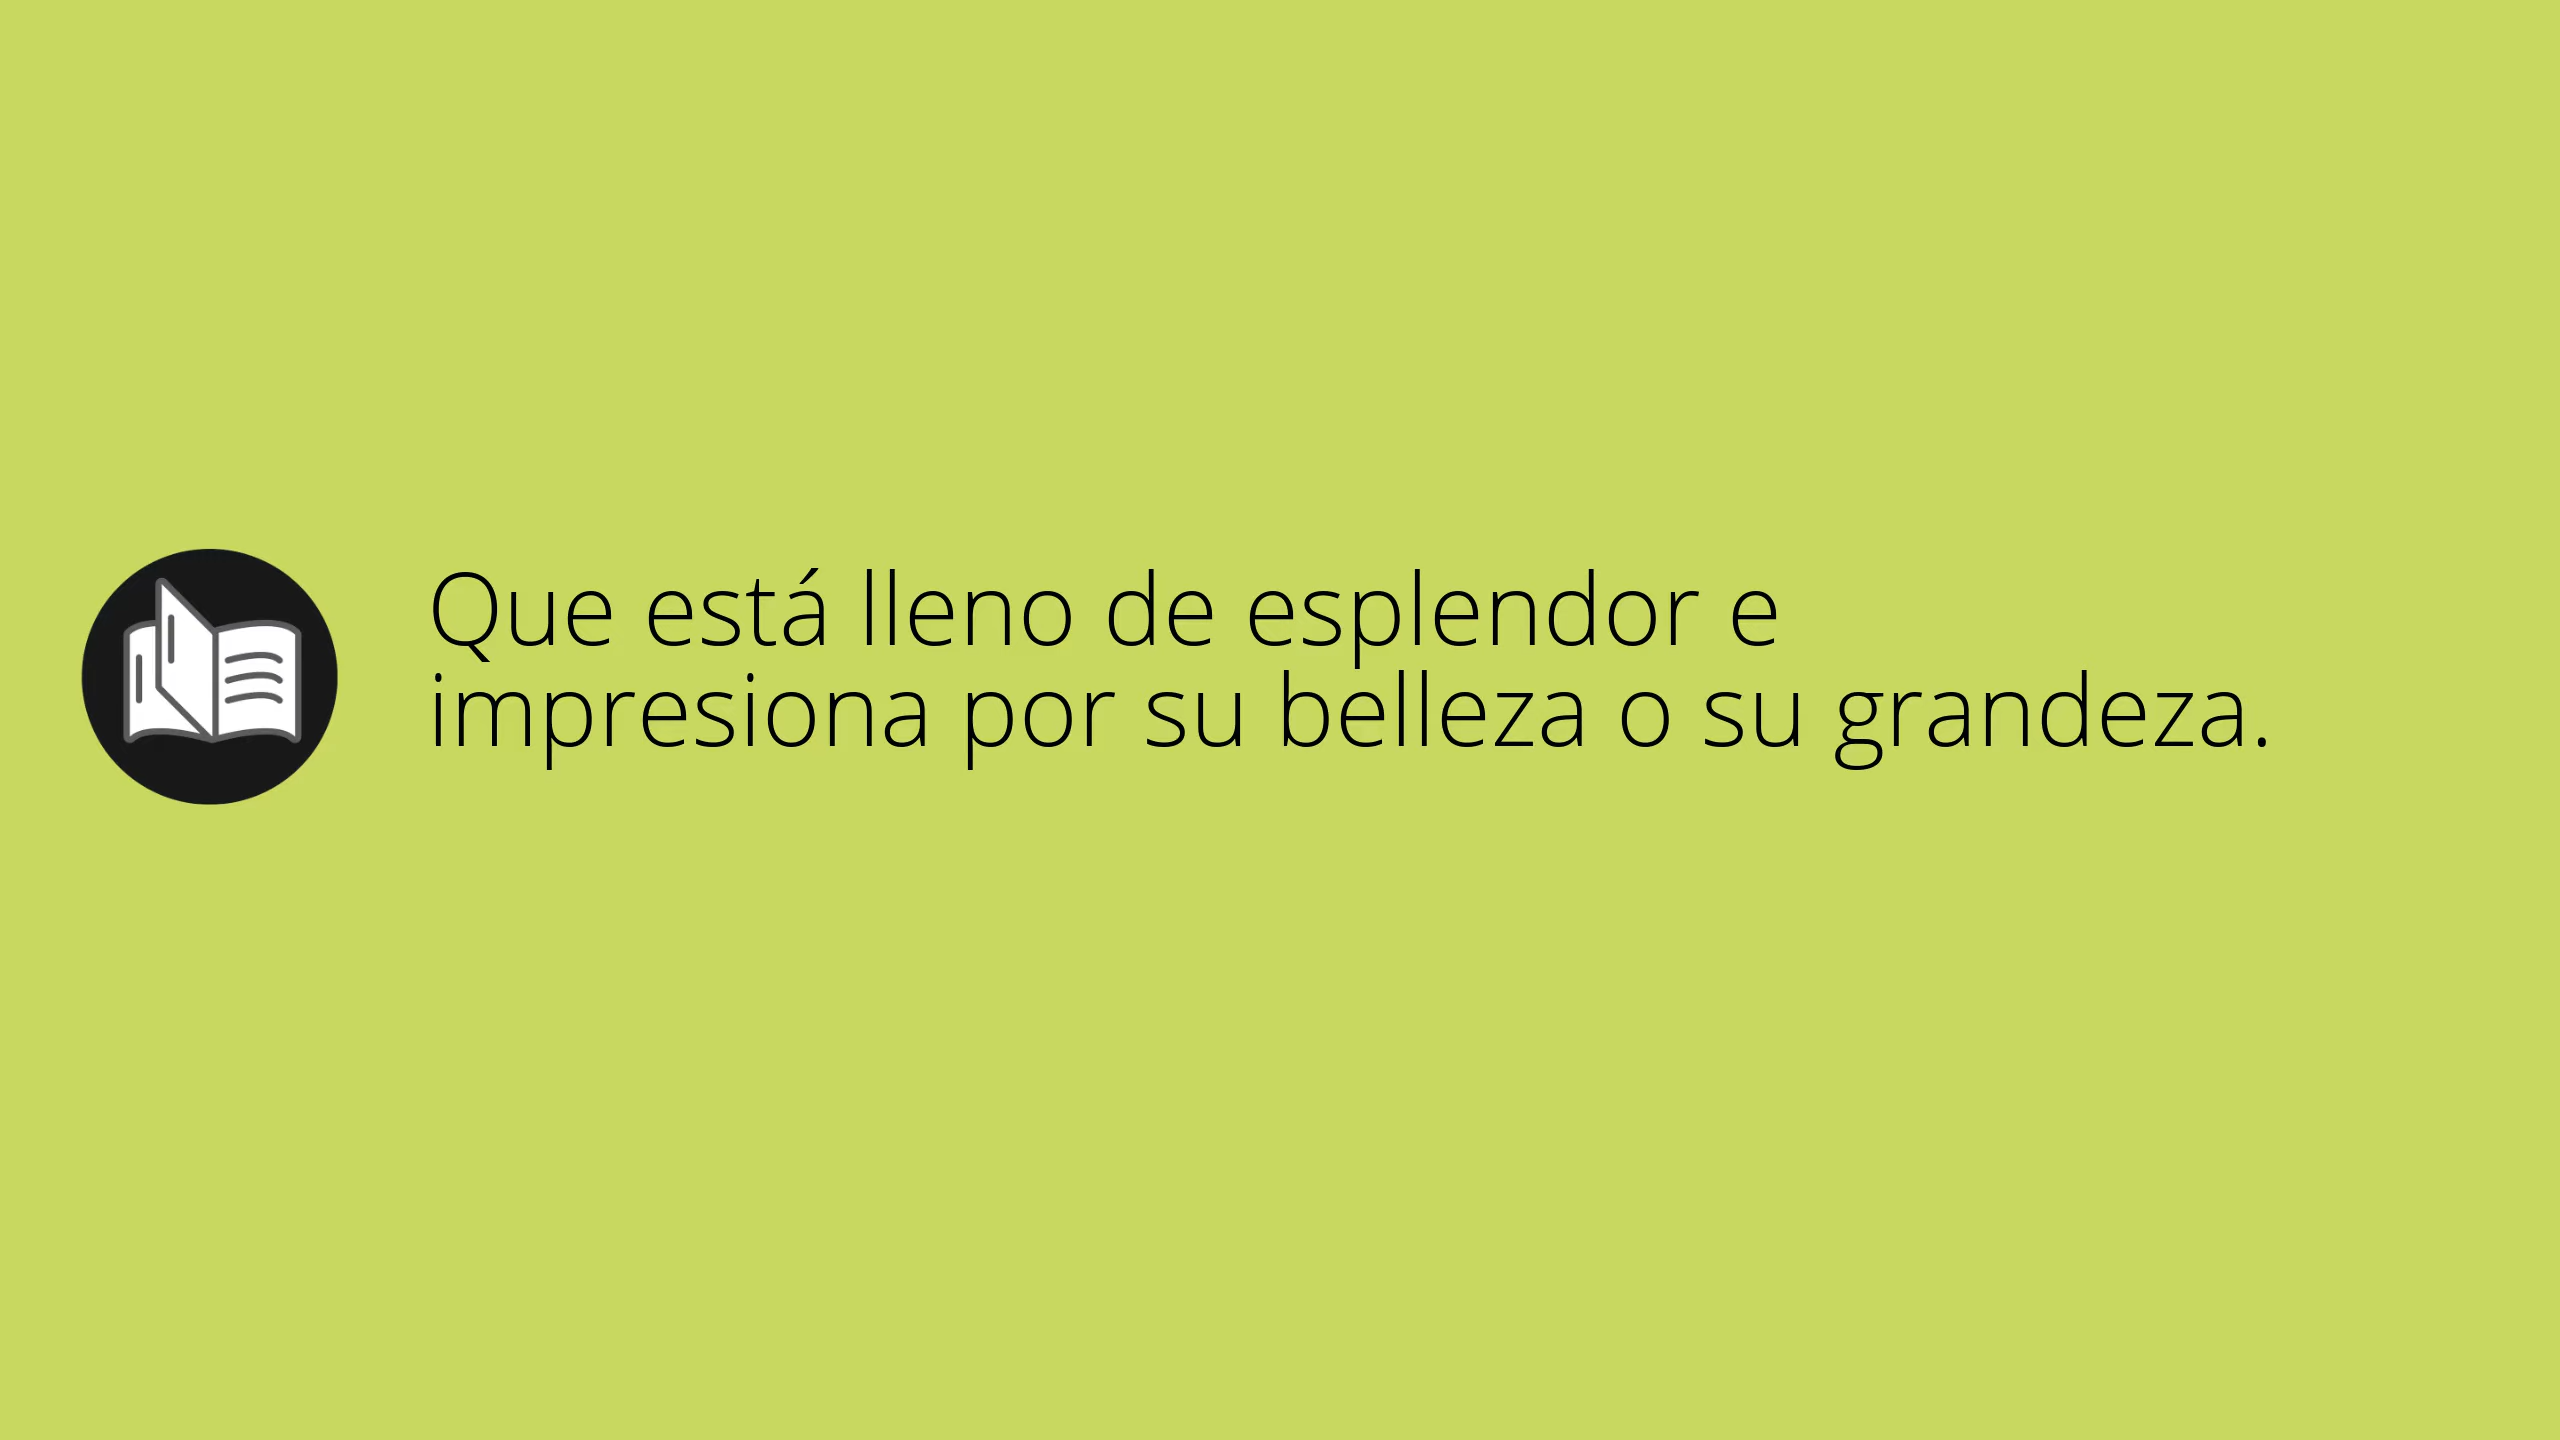 Que está lleno de esplendor e
impresiona por su belleza o su grandeza.